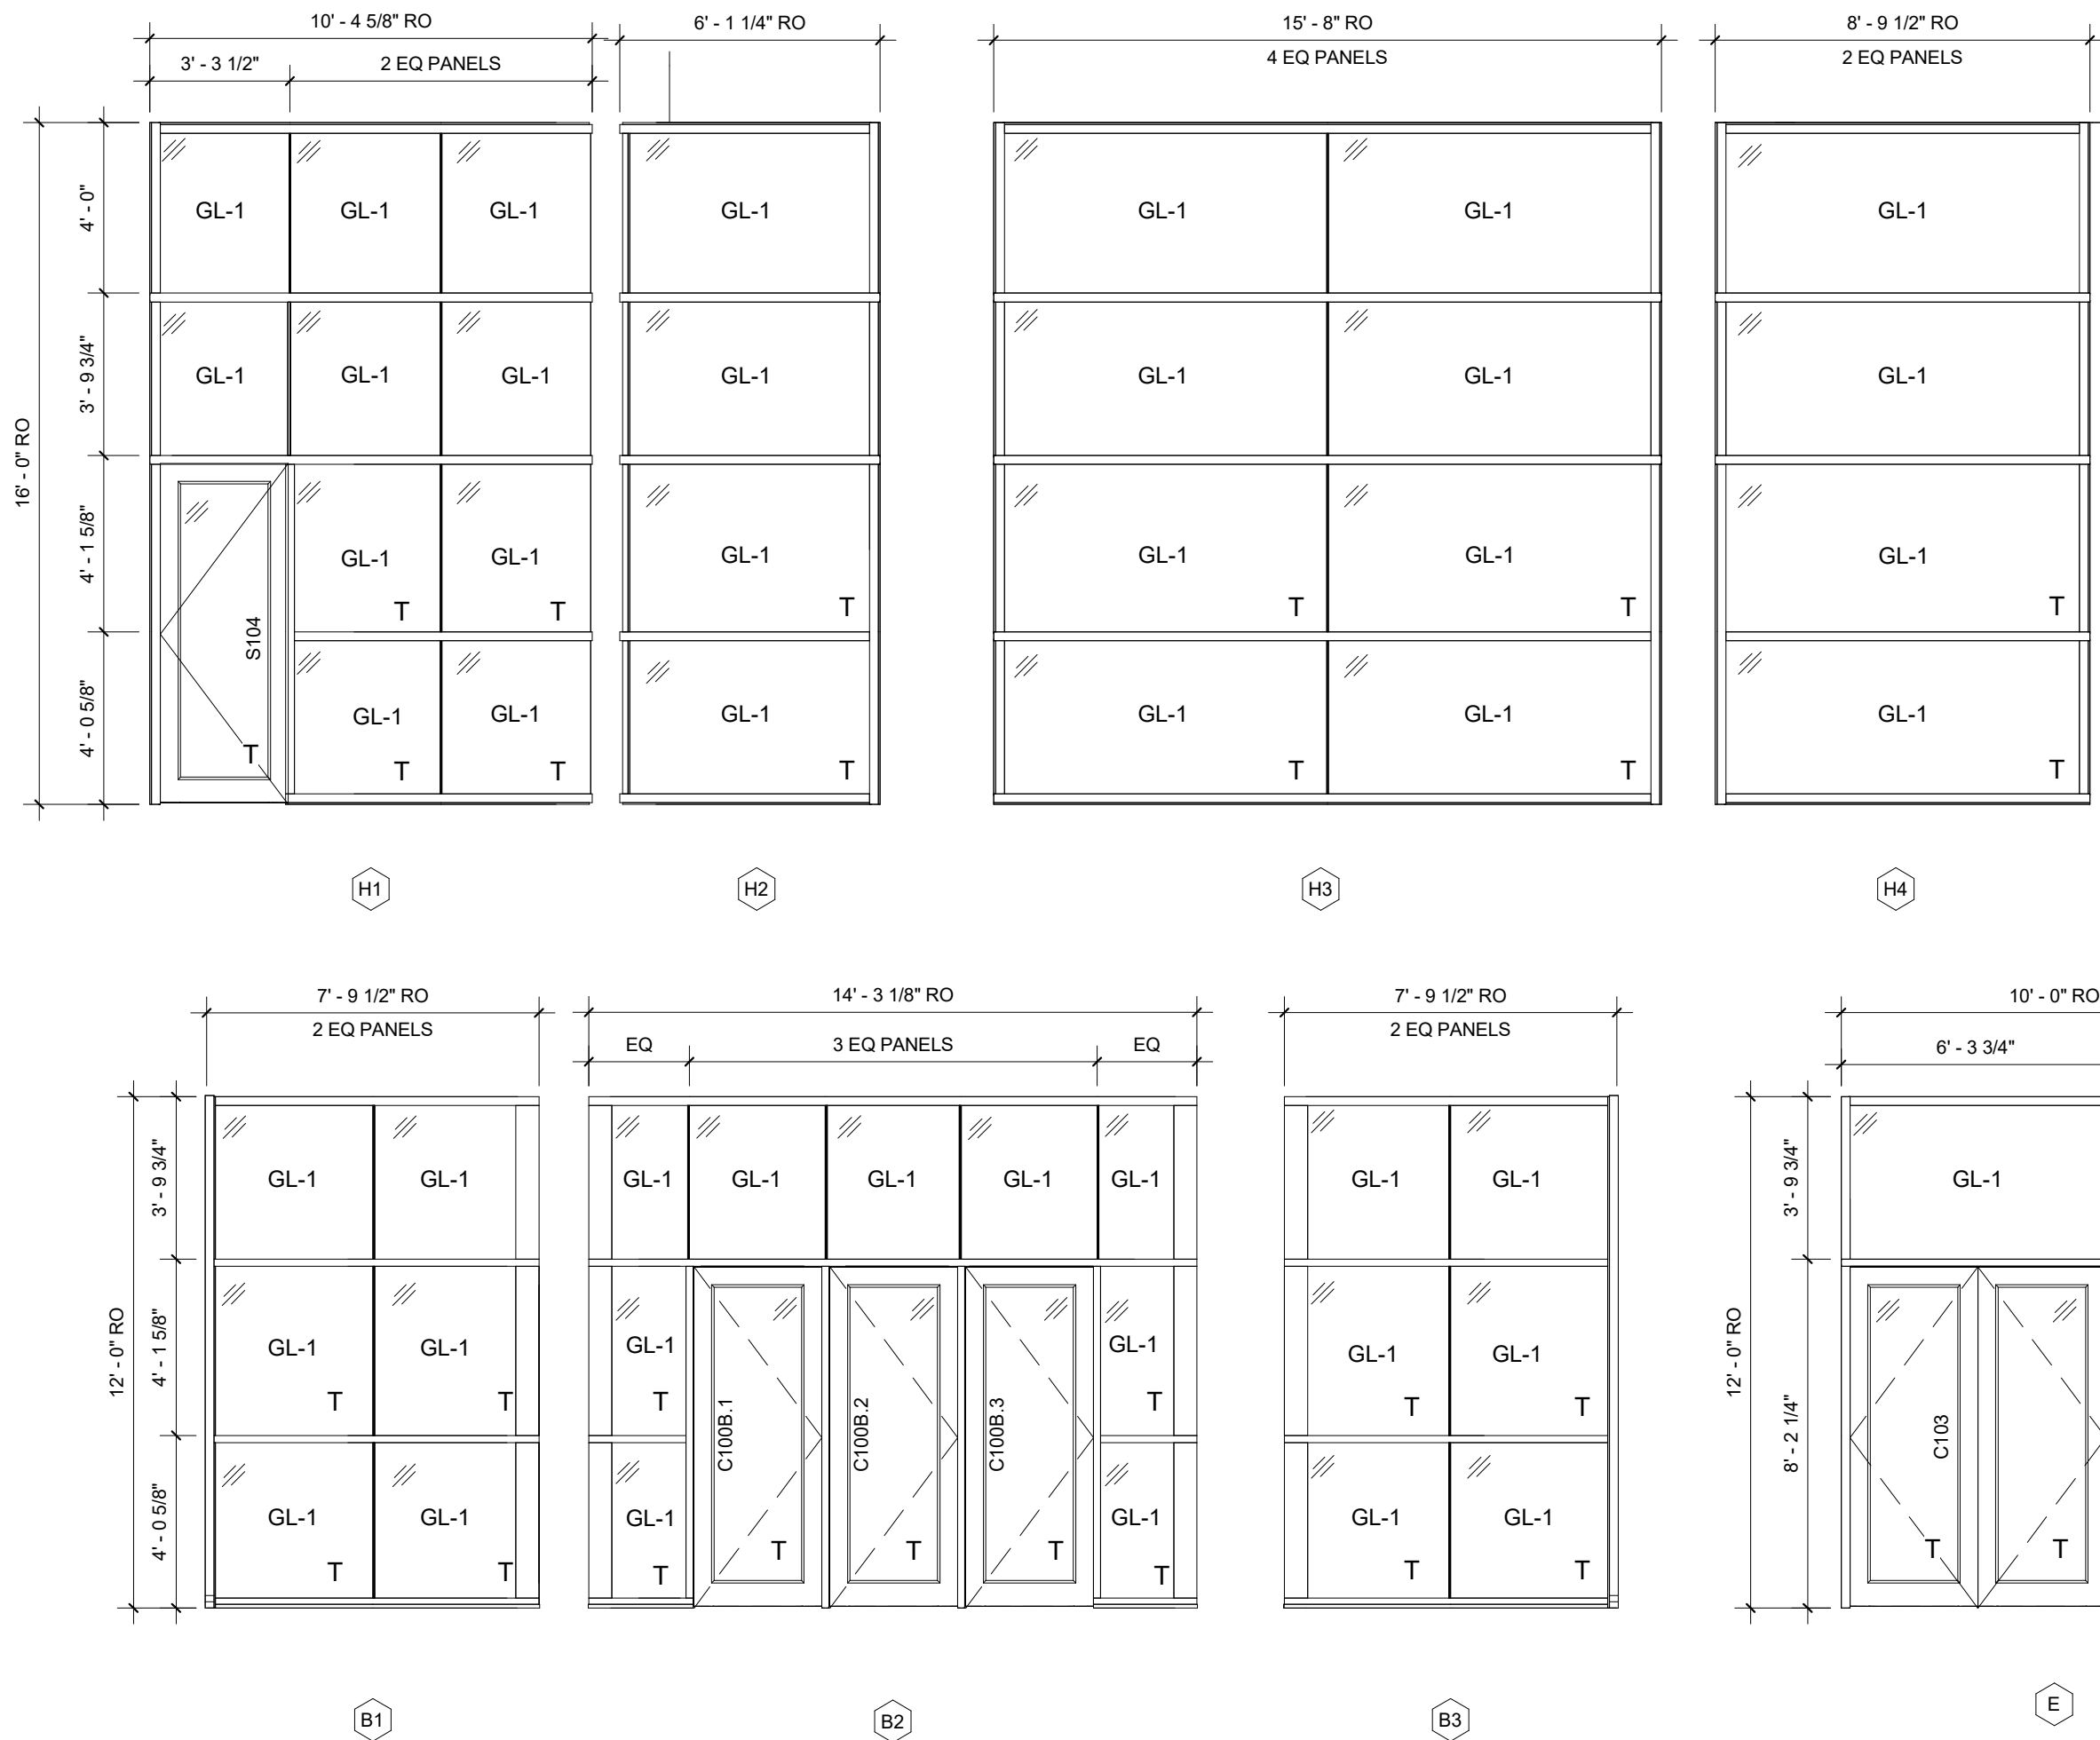 10' - 4 5/8" RO
3' - 3 1/2"
2 EQ PANELS
16' - 0" RO
4' - 0"
3' - 9 3/4"
4' - 1 5/8"
4' - 0 5/8"
GL-1
GL-1
GL-1
GL-1
GL-1
GL-1
GL-1
GL-1
T
T
S104
T
GL-1
GL-1
T
T
H1
6' - 1 1/4" RO
GL-1
GL-1
GL-1
T
GL-1
T
H2
15' - 8" RO
4 EQ PANELS
GL-1
GL-1
GL-1
GL-1
GL-1
GL-1
T
T
GL-1
GL-1
T
T
H3
8' - 9 1/2" RO
2 EQ PANELS
GL-1
GL-1
GL-1
T
GL-1
T
H4
7' - 9 1/2" RO
2 EQ PANELS
12' - 0" RO
3' - 9 3/4"
4' - 1 5/8"
4' - 0 5/8"
GL-1
GL-1
GL-1
GL-1
T
T
GL-1
GL-1
T
T
B1
14' - 3 1/8" RO
EQ
3 EQ PANELS
EQ
GL-1
GL-1
GL-1
GL-1
GL-1
GL-1
GL-1
T
T
C100B.1
C100B.2
C100B.3
GL-1
GL-1
T
T
T
T
T
B2
7' - 9 1/2" RO
2 EQ PANELS
GL-1
GL-1
GL-1
GL-1
T
T
GL-1
GL-1
T
T
B3
10' - 0" RO
6' - 3 3/4"
12' - 0" RO
3' - 9 3/4"
8' - 2 1/4"
GL-1
C103
T
T
E